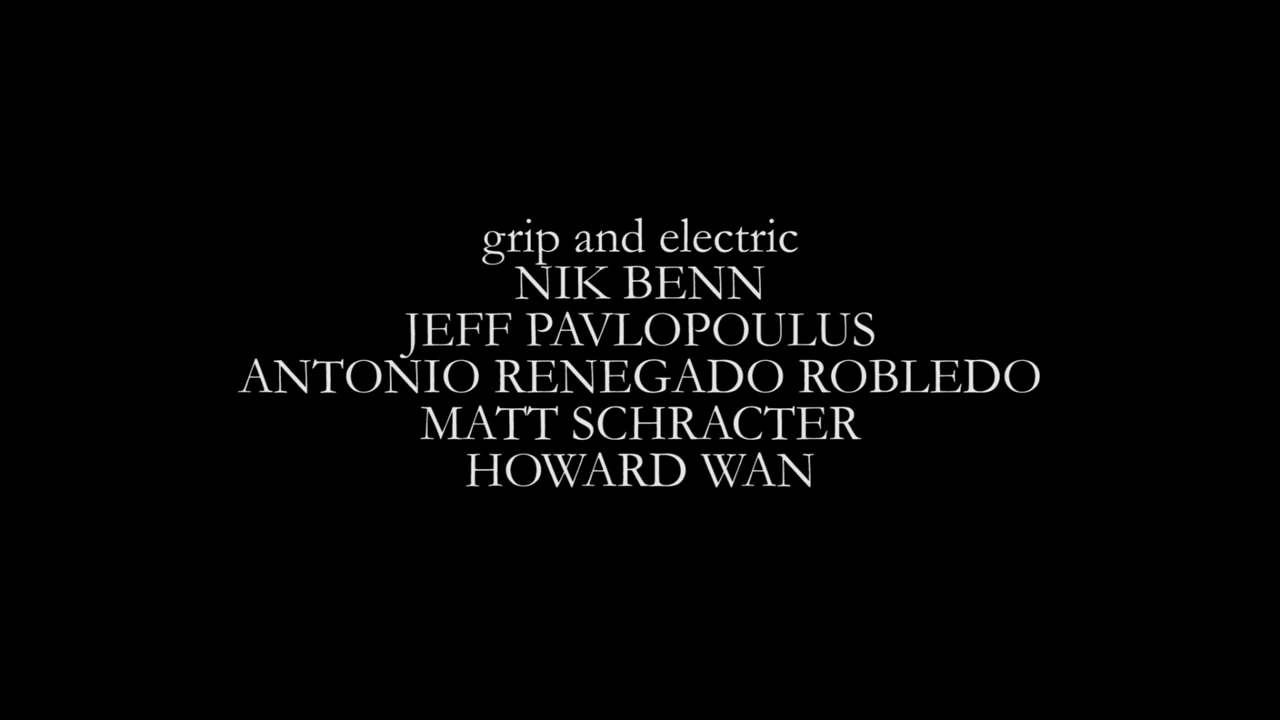 grip and electric
NIK BENN
JEFF PAVLOPOULUS
ANTONIO RENEGADO ROBLEDO
MATT SCHRACTER
HOWARD WAN